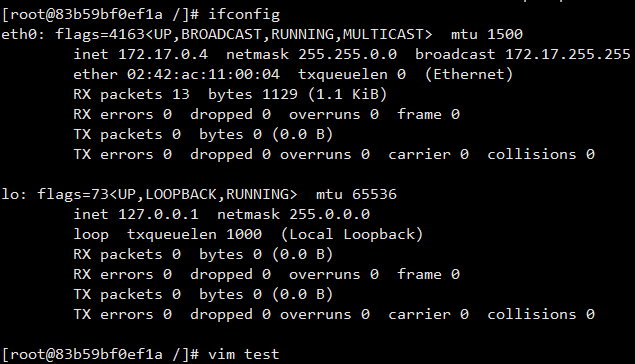 [root@83b59bf0ef1a /]# ifconfig
eth0: flags=4163<UP,BROADCAST,RUNNING,MULTICAST>  mtu 1500
        inet 172.17.0.4  netmask 255.255.0.0  broadcast 172.17.255.255
        ether 02:42:ac:11:00:04  txqueuelen 0  (Ethernet)
        RX packets 13  bytes 1129 (1.1 KiB)
        RX errors 0  dropped 0  overruns 0  frame 0
        TX packets 0  bytes 0 (0.0 B)
        TX errors 0  dropped 0 overruns 0  carrier 0  collisions 0

lo: flags=73<UP,LOOPBACK,RUNNING>  mtu 65536
        inet 127.0.0.1  netmask 255.0.0.0
        loop  txqueuelen 1000  (Local Loopback)
        RX packets 0  bytes 0 (0.0 B)
        RX errors 0  dropped 0  overruns 0  frame 0
        TX packets 0  bytes 0 (0.0 B)
        TX errors 0  dropped 0 overruns 0  carrier 0  collisions 0

[root@83b59bf0ef1a /]# vim test